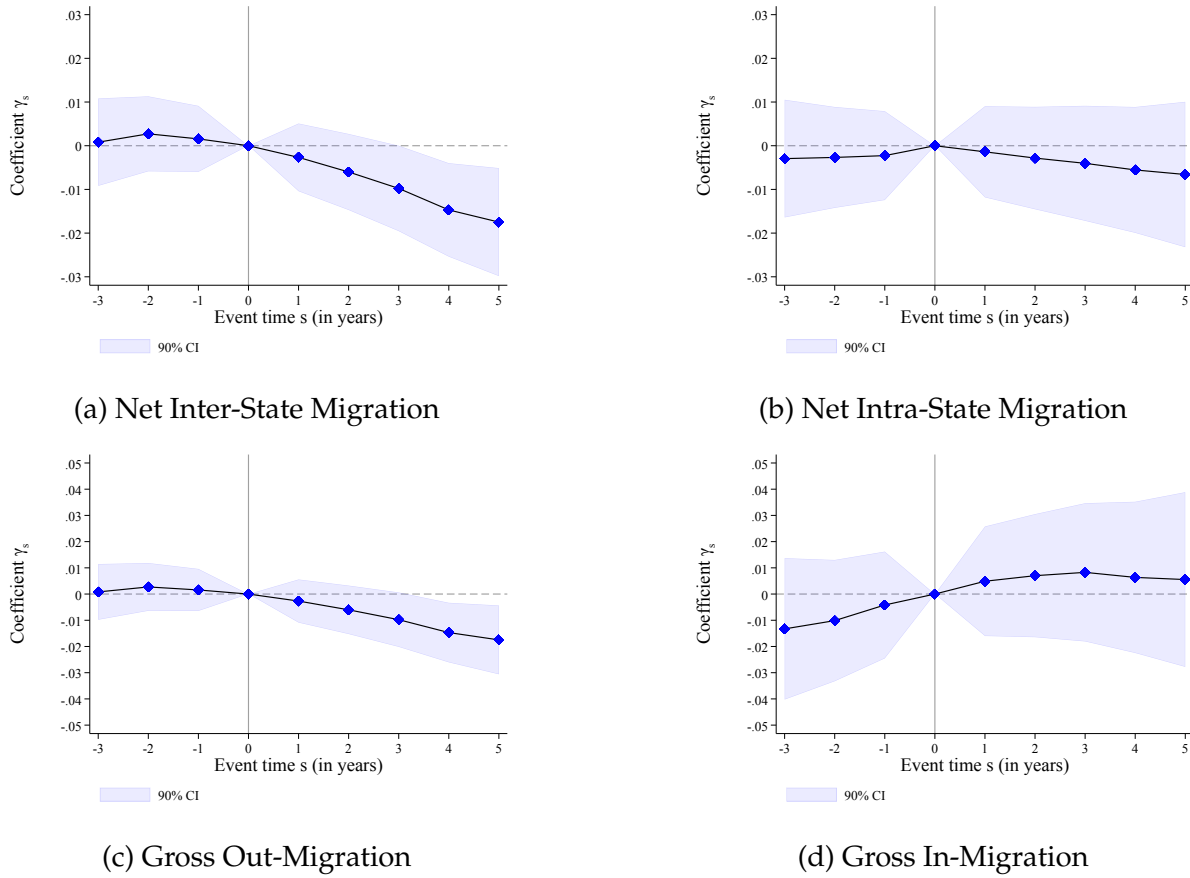 .03
.02
.01
0
-.01
-.02
-.03
Coefficient γs
-3 -2 -1 0 1 2 3 4 5
Event time s (in years)
90% CI
(a) Net Inter-State Migration
.03
.02
.01
0
-.01
-.02
-.03
Coefficient γs
-3 -2 -1 0 1 2 3 4 5
Event time s (in years)
90% CI
(b) Net Intra-State Migration
.05
.04
.03
.02
.01
0
-.01
-.02
-.03
-.04
-.05
Coefficient γs
-3 -2 -1 0 1 2 3 4 5
Event time s (in years)
90% CI
(c) Gross Out-Migration
.05
.04
.03
.02
.01
0
-.01
-.02
-.03
-.04
-.05
Coefficient γs
-3 -2 -1 0 1 2 3 4 5
Event time s (in years)
90% CI
(d) Gross In-Migration